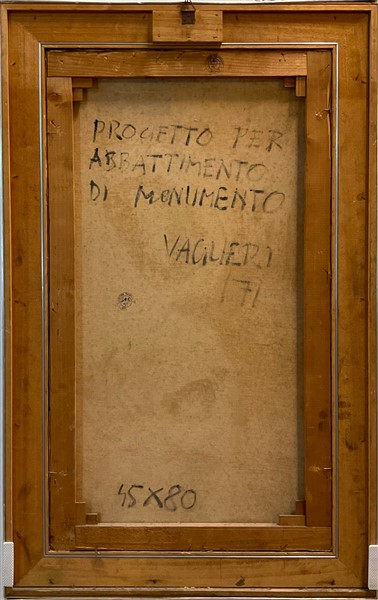 PROGETTO PER
ABBATTIMENTO
DI MONUMENTO
VAGLIERI
/71
45X80